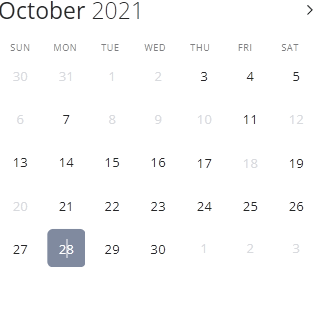 October 2021
SUN MON TUE WED THU FRI SAT
30 31 1 2 3 4 5
6 7 8 9 10 11 12
13 14 15 16 17 18 19
20 21 22 23 24 25 26
27 28 29 30 1 2 3